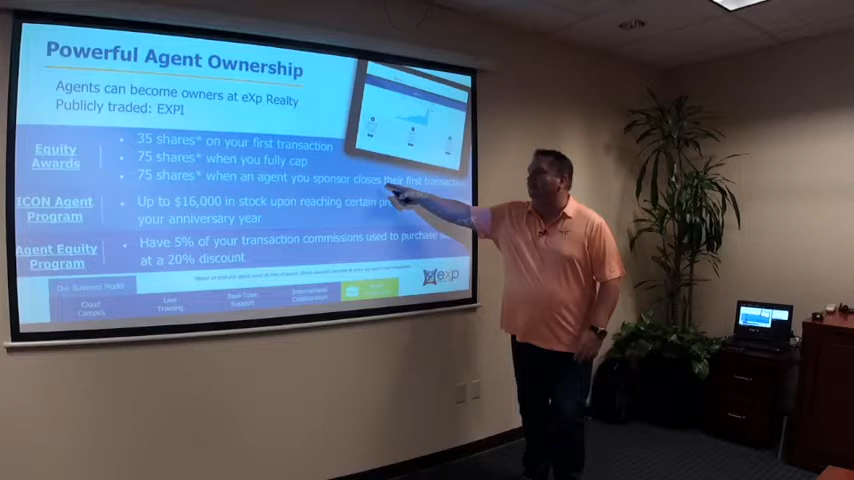 Powerful Agent Ownership
Agents can become owners at eXp Realty
Publicly traded: EXPI
Equity
Awards
• 35 shares* on your first transaction
• 75 shares* when you fully cap
• 75 shares* when an agent you sponsor closes their first transaction
ICON Agent
Program
• Up to $16,000 in stock upon reaching certain
your anniversary year
Agent Equity
Program
• Have 5% of your transaction commissions used to purchase
at a 20% discount
Our Business Model
Cloud
Campus
Live
Training
Real-Time
Support
International
exp